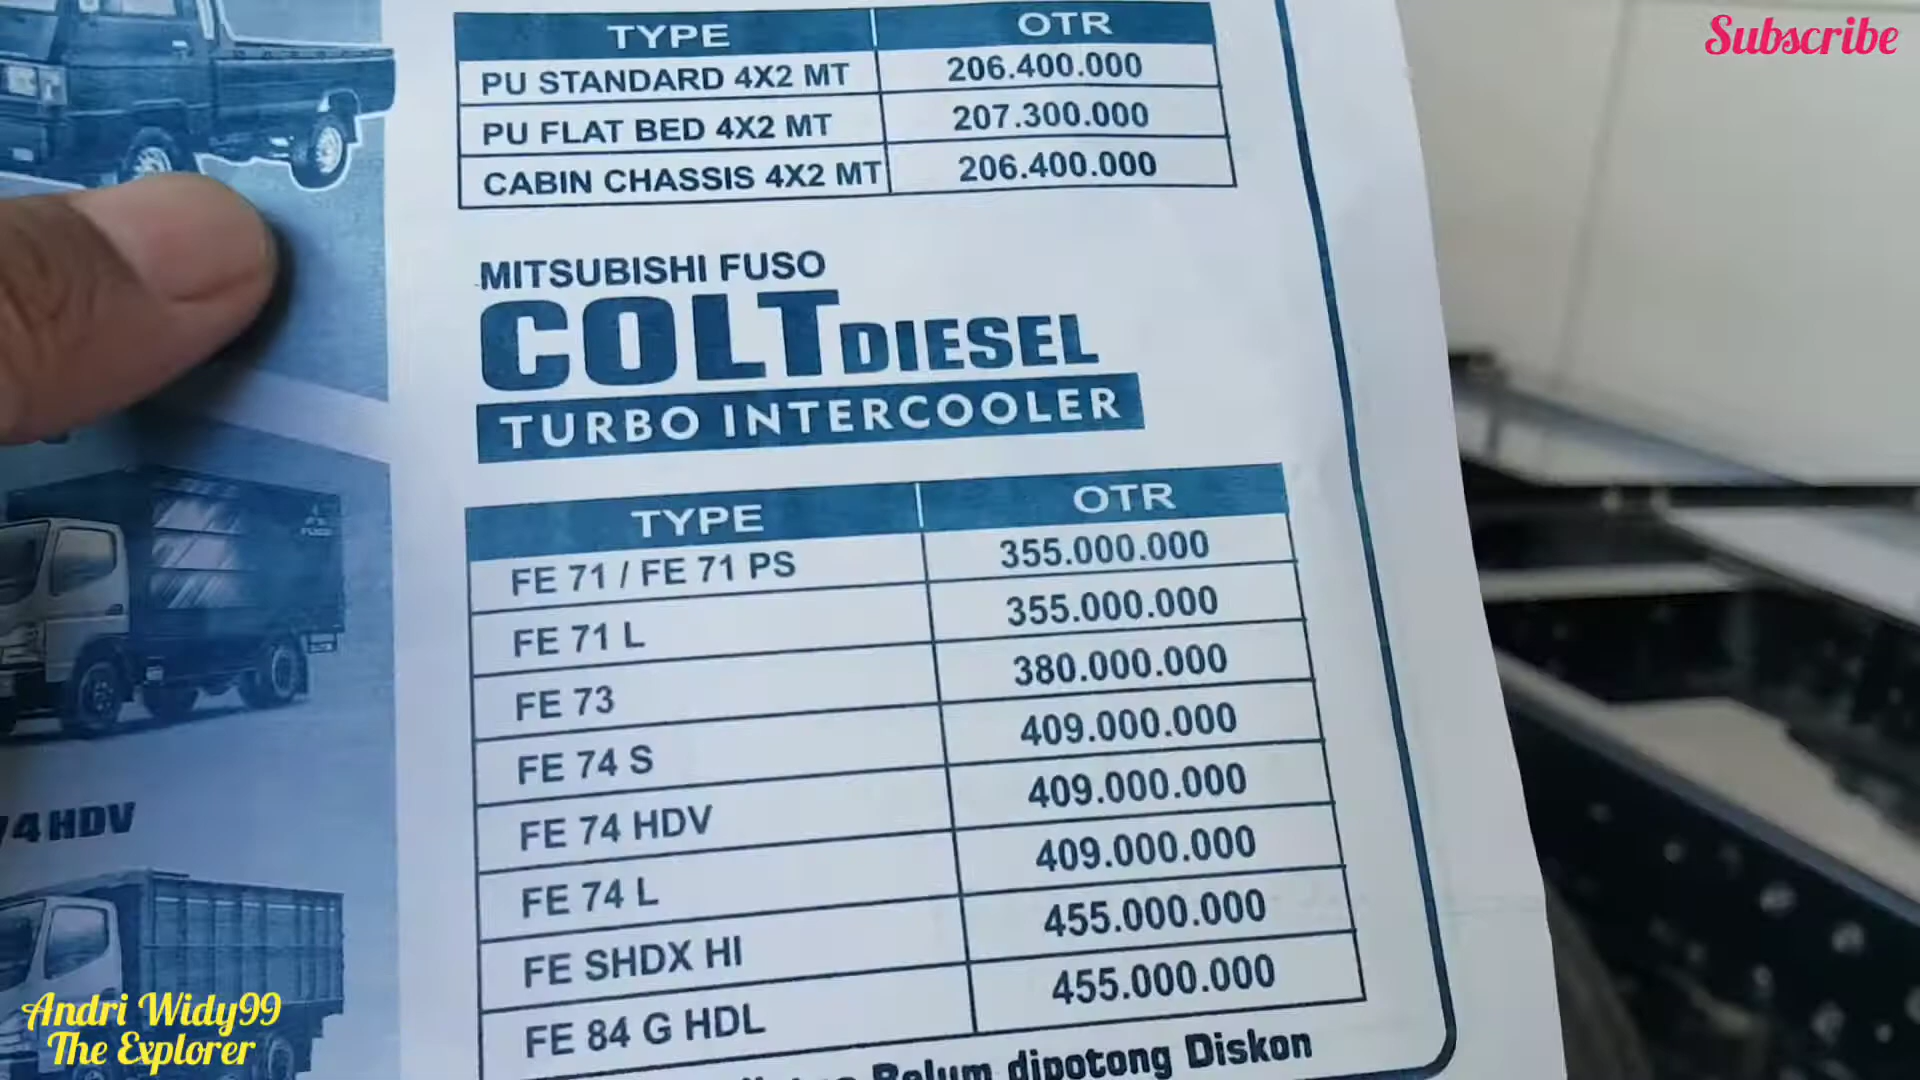 Subscribe
TYPE OTR
PU STANDARD 4X2 MT 206.400.000
PU FLAT BED 4X2 MT 207.300.000
CABIN CHASSIS 4X2 MT 206.400.000
MITSUBISHI FUSO
COLT DIESEL
TURBO INTERCOOLER
TYPE OTR
FE 71 / FE 71 PS 355.000.000
FE 71 L 355.000.000
FE 73 380.000.000
FE 74 S 409.000.000
FE 74 HDV 409.000.000
FE 74 L 409.000.000
FE SHDX HI 455.000.000
FE 84 G HDL 455.000.000
Belum dipotong Diskon
74 HDV
Andri Widy99
The Explorer